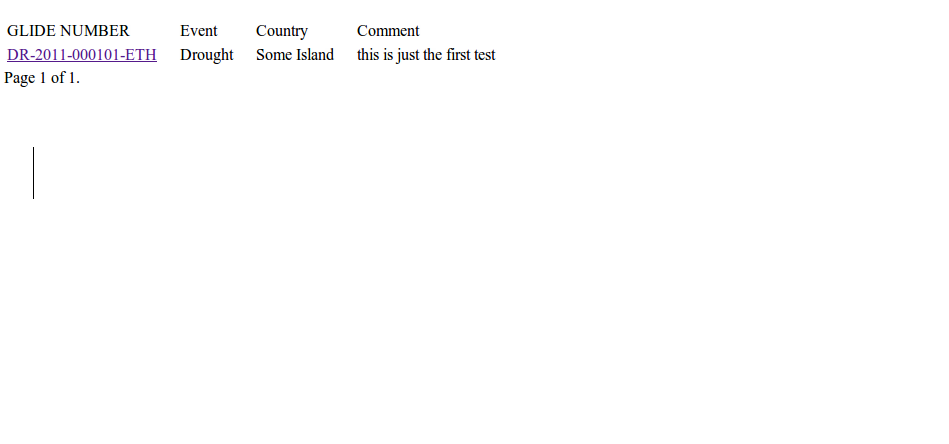 GLIDE NUMBER Event Country Comment
DR-2011-000101-ETH Drought Some Island this is just the first test
Page 1 of 1.